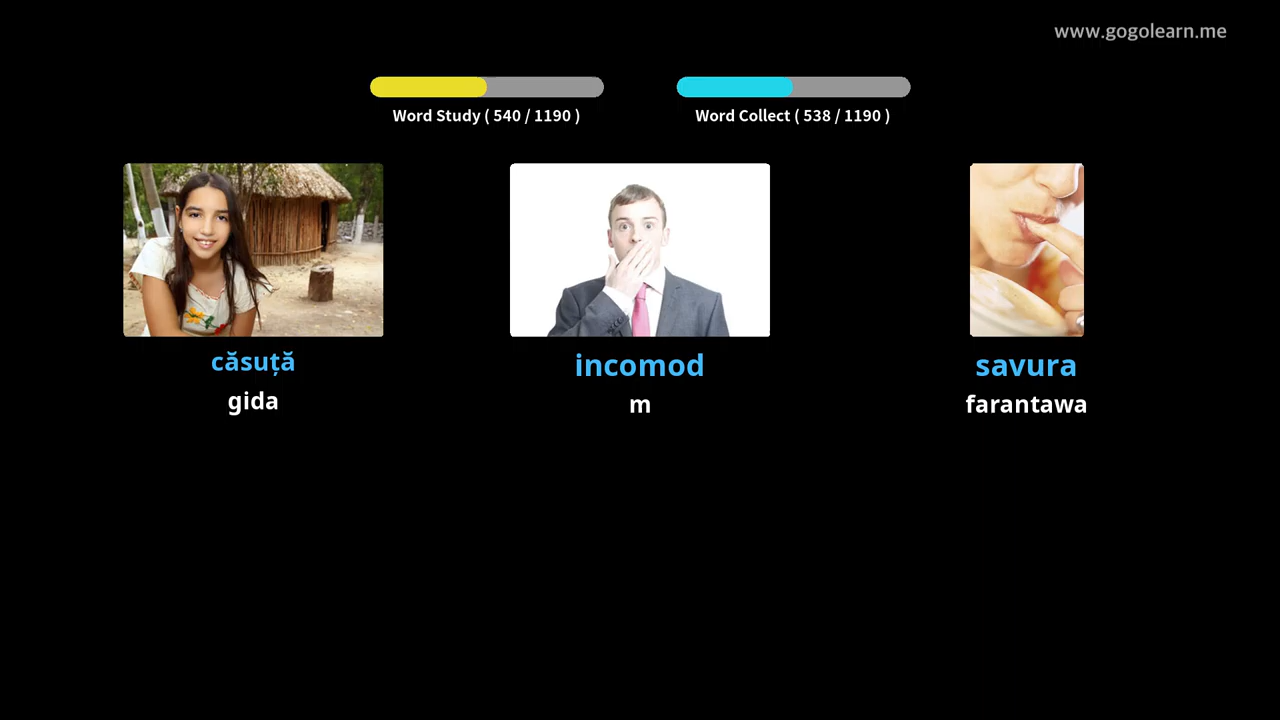 www.gogolearn.me
Word Study ( 540 / 1190 )
Word Collect ( 538 / 1190 )
căsuță
gida
incomod
m
savura
farantawa